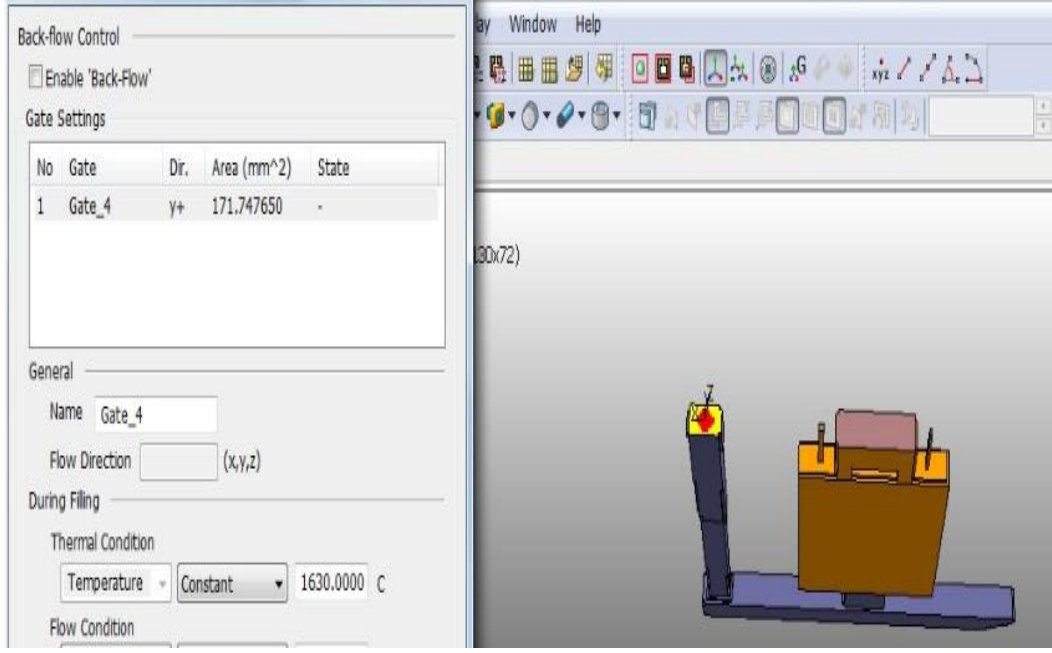 Back-flow Control
Enable 'Back-Flow'
Gate Settings
No Gate Dir. Area (mm^2) State
1 Gate_4 y+ 171.747650 -
General
Name Gate_4
Flow Direction (x,y,z)
During Filling
Thermal Condition
Temperature Constant 1630.0000 C
Flow Condition
Window Help
xyz
G
130x72)
Z